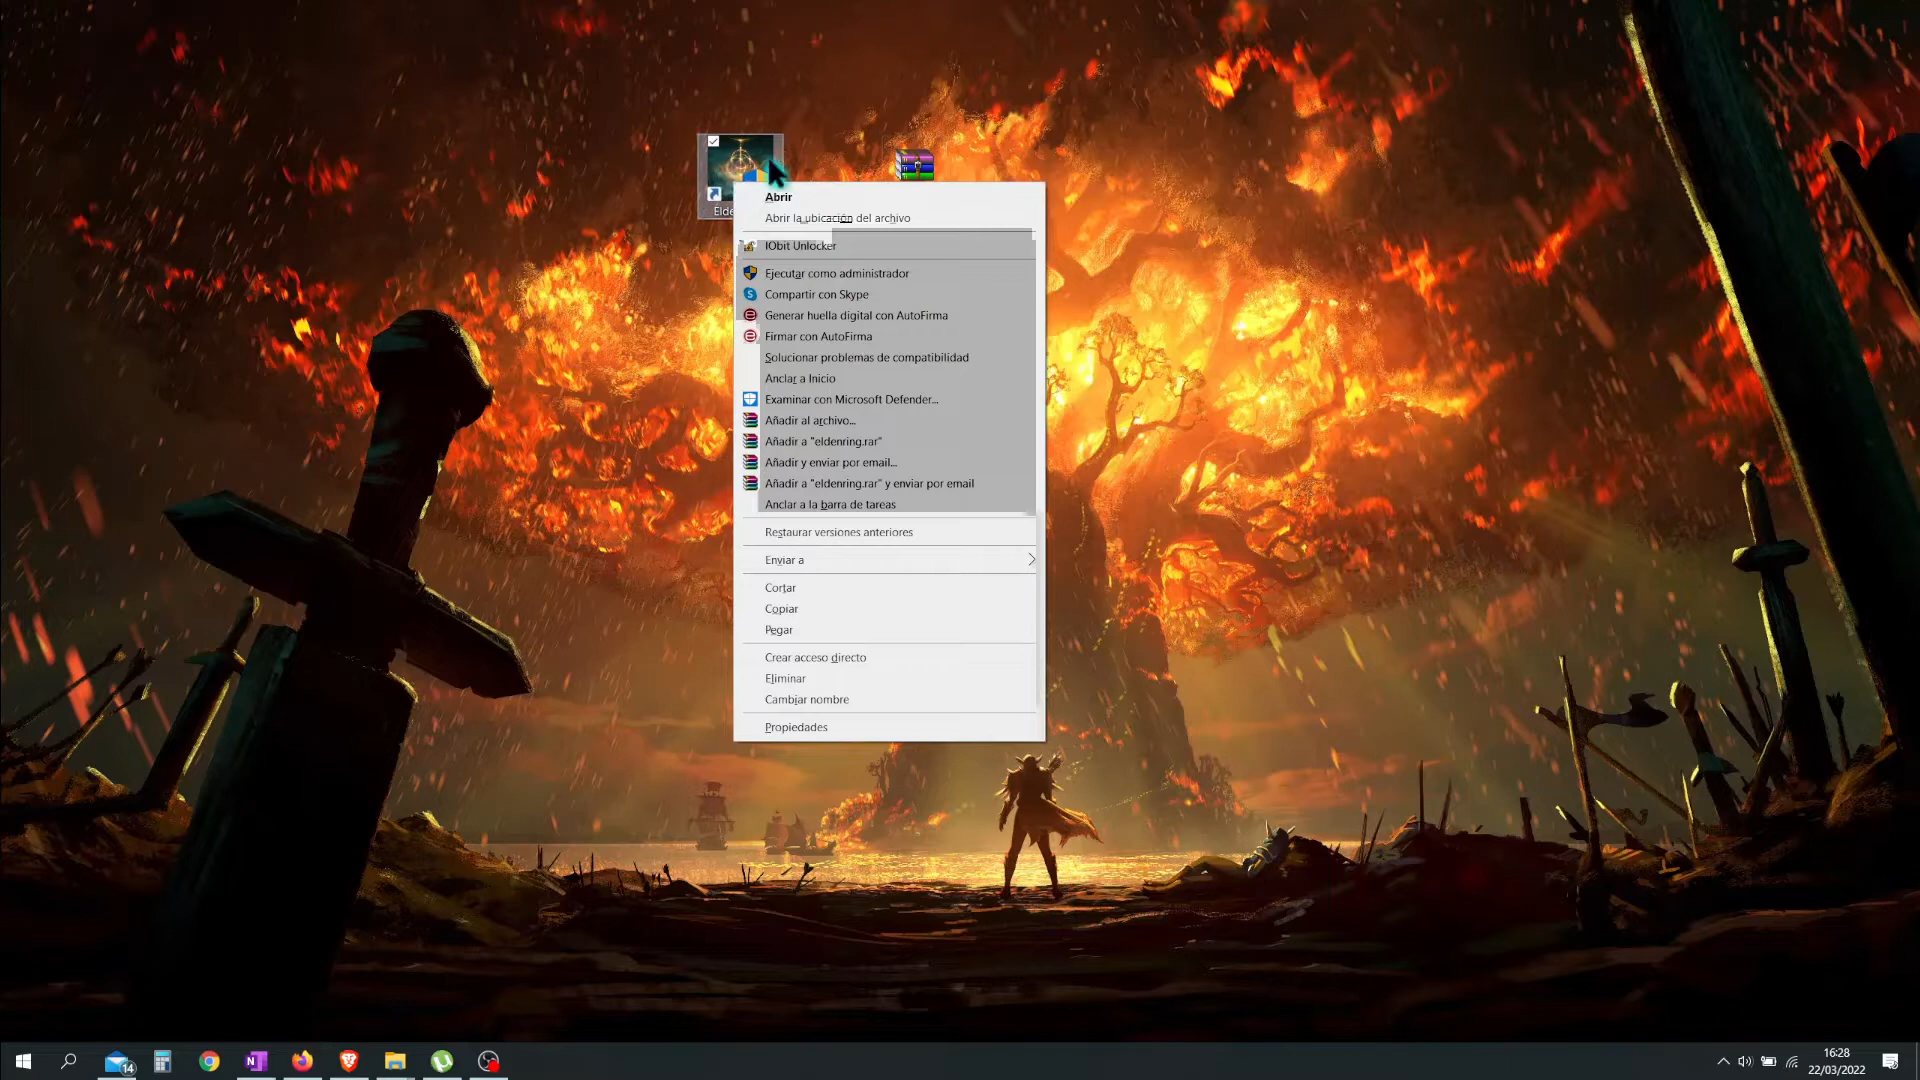 Elde
Abrir
Abrir la ubicación del archivo
IObit Unlocker
Ejecutar como administrador
Compartir con Skype
Generar huella digital con AutoFirma
Firmar con AutoFirma
Solucionar problemas de compatibilidad
Anclar a Inicio
Examinar con Microsoft Defender...
Añadir al archivo...
Añadir a "eldenring.rar"
Añadir y enviar por email...
Añadir a "eldenring.rar" y enviar por email
Anclar a la barra de tareas
Restaurar versiones anteriores
Enviar a
Cortar
Copiar
Pegar
Crear acceso directo
Eliminar
Cambiar nombre
Propiedades
14
16:28
22/03/2022